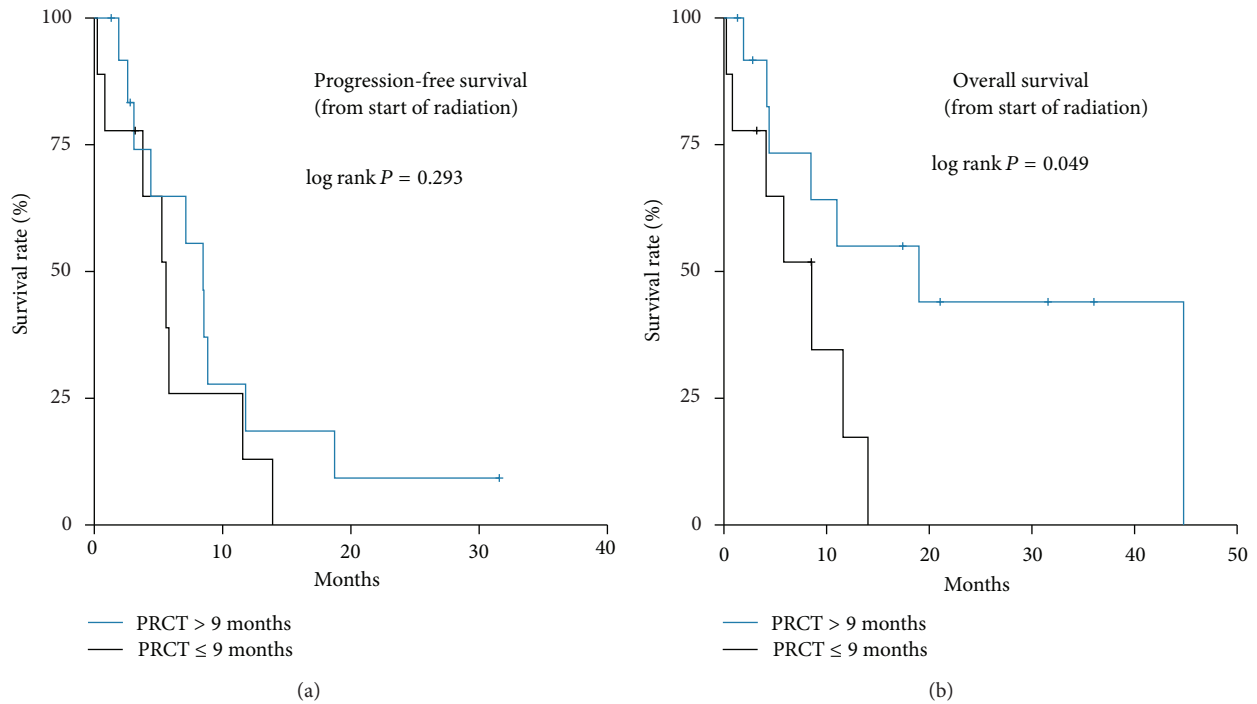 100
75
50
25
0
Survival rate (%)
Progression-free survival
(from start of radiation)
log rank P = 0.293
0
10
20
30
40
Months
PRCT > 9 months
PRCT ≤ 9 months
(a)
100
75
50
25
0
Survival rate (%)
Overall survival
(from start of radiation)
log rank P = 0.049
0
10
20
30
40
50
Months
PRCT > 9 months
PRCT ≤ 9 months
(b)